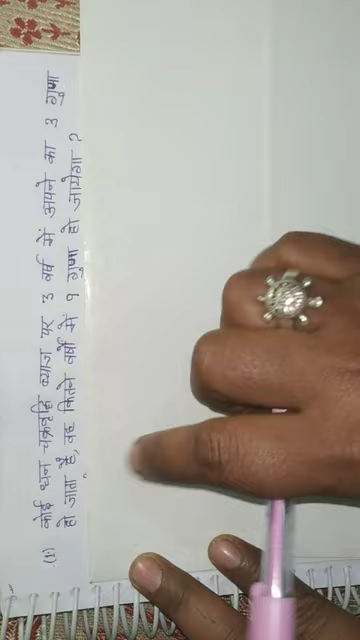 (1) कोई धन चक्रवृद्धि ब्याज पर 3 वर्ष में अपने का 3 गुणा
हो जाता है, वह कितने वर्षों में 9 गुणा हो जायेगा ?